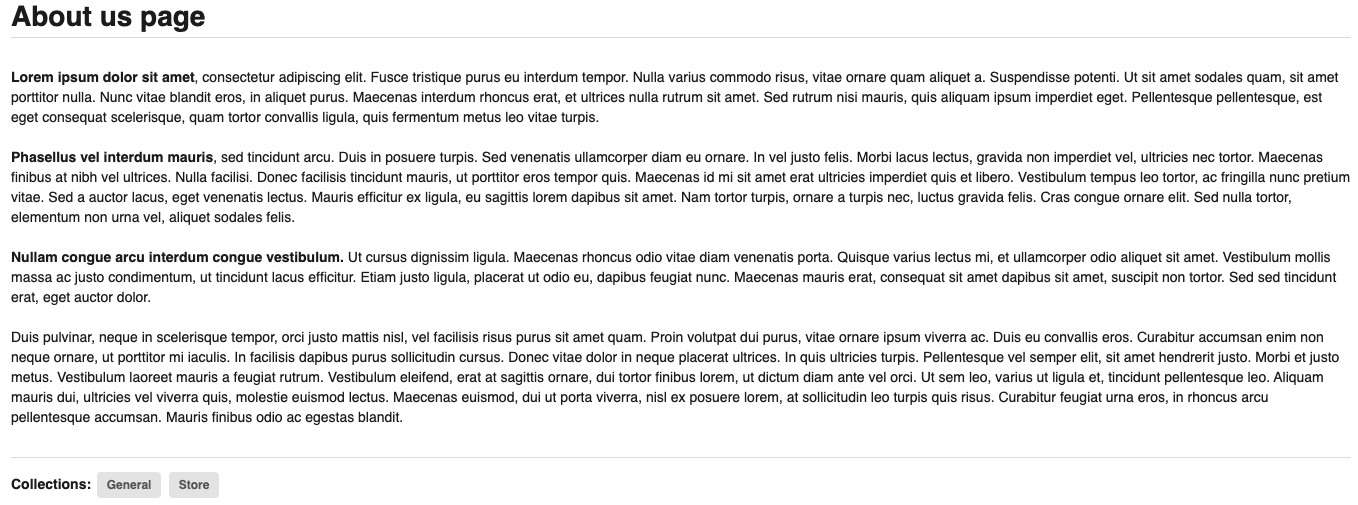 About us page
Lorem ipsum dolor sit amet, consectetur adipiscing elit. Fusce tristique purus eu interdum tempor. Nulla varius commodo risus, vitae ornare quam aliquet a. Suspendisse potenti. Ut sit amet sodales quam, sit amet
porttitor nulla. Nunc vitae blandit eros, in aliquet purus. Maecenas interdum rhoncus erat, et ultrices nulla rutrum sit amet. Sed rutrum nisi mauris, quis aliquam ipsum imperdiet eget. Pellentesque pellentesque, est
eget consequat scelerisque, quam tortor convallis ligula, quis fermentum metus leo vitae turpis.
Phasellus vel interdum mauris, sed tincidunt arcu. Duis in posuere turpis. Sed venenatis ullamcorper diam eu ornare. In vel justo felis. Morbi lacus lectus, gravida non imperdiet vel, ultricies nec tortor. Maecenas
finibus at nibh vel ultrices. Nulla facilisi. Donec facilisis tincidunt mauris, ut porttitor eros tempor quis. Maecenas id mi sit amet erat ultricies imperdiet quis et libero. Vestibulum tempus leo tortor, ac fringilla nunc pretium
vitae. Sed a auctor lacus, eget venenatis lectus. Mauris efficitur ex ligula, eu sagittis lorem dapibus sit amet. Nam tortor turpis, ornare a turpis nec, luctus gravida felis. Cras congue ornare elit. Sed nulla tortor,
elementum non urna vel, aliquet sodales felis.
Nullam congue arcu interdum congue vestibulum. Ut cursus dignissim ligula. Maecenas rhoncus odio vitae diam venenatis porta. Quisque varius lectus mi, et ullamcorper odio aliquet sit amet. Vestibulum mollis
massa ac justo condimentum, ut tincidunt lacus efficitur. Etiam justo ligula, placerat ut odio eu, dapibus feugiat nunc. Maecenas mauris erat, consequat sit amet dapibus sit amet, suscipit non tortor. Sed sed tincidunt
erat, eget auctor dolor.
Duis pulvinar, neque in scelerisque tempor, orci justo mattis nisl, vel facilisis risus purus sit amet quam. Proin volutpat dui purus, vitae ornare ipsum viverra ac. Duis eu convallis eros. Curabitur accumsan enim non
neque ornare, ut porttitor mi iaculis. In facilisis dapibus purus sollicitudin cursus. Donec vitae dolor in neque placerat ultrices. In quis ultricies turpis. Pellentesque vel semper elit, sit amet hendrerit justo. Morbi et justo
metus. Vestibulum laoreet mauris a feugiat rutrum. Vestibulum eleifend, erat at sagittis ornare, dui tortor finibus lorem, ut dictum diam ante vel orci. Ut sem leo, varius ut ligula et, tincidunt pellentesque leo. Aliquam
mauris dui, ultricies vel viverra quis, molestie euismod lectus. Maecenas euismod, dui ut porta viverra, nisl ex posuere lorem, at sollicitudin leo turpis quis risus. Curabitur feugiat urna eros, in rhoncus arcu
pellentesque accumsan. Mauris finibus odio ac egestas blandit.
Collections: General Store